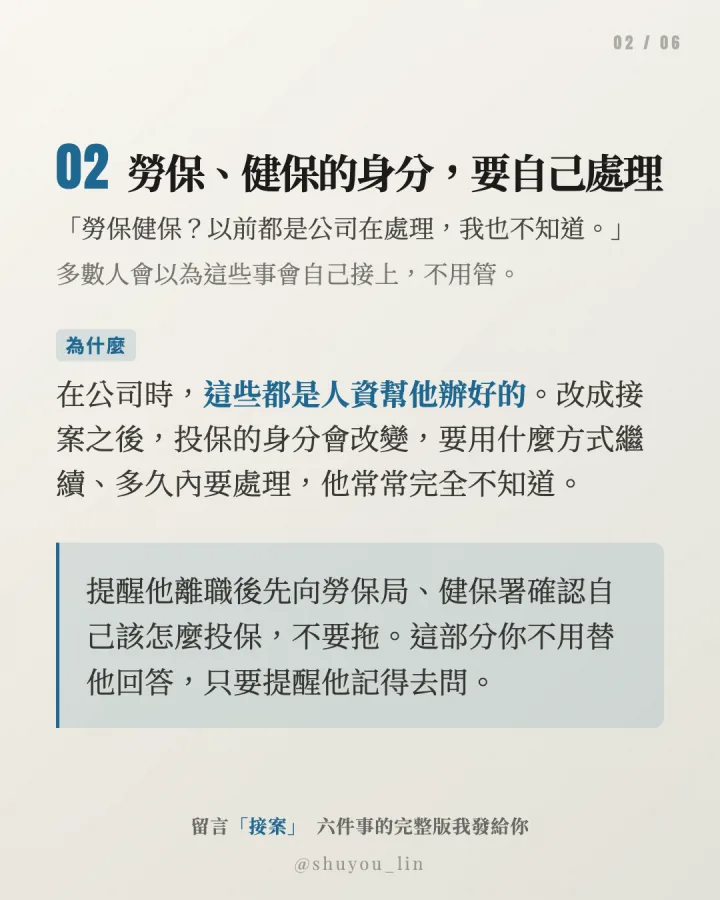 02 / 06
02 勞保、健保的身分，要自己處理
「勞保健保？以前都是公司在處理，我也不知道。」
多數人會以為這些事會自己接上，不用管。
為什麼
在公司時，這些都是人資幫他辦好的。改成接
案之後，投保的身分會改變，要用什麼方式繼
續、多久內要處理，他常常完全不知道。
提醒他離職後先向勞保局、健保署確認自
己該怎麼投保，不要拖。這部分你不用替
他回答，只要提醒他記得去問。
留言「接案」 六件事的完整版我發給你
@shuyou_lin